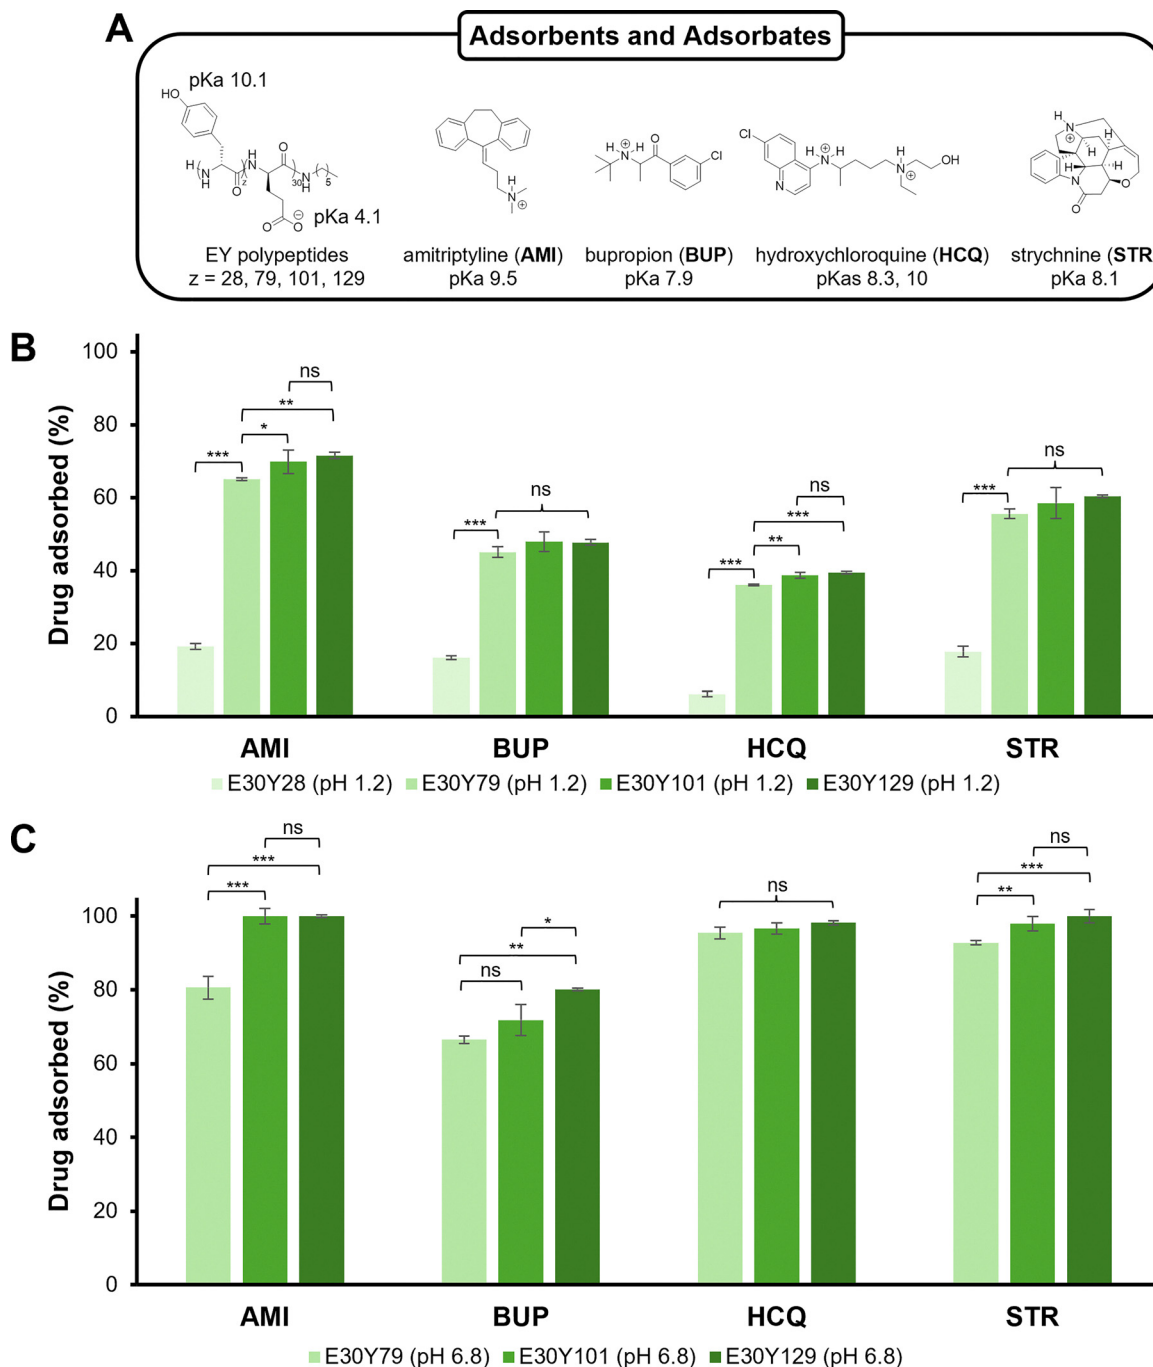 A
Adsorbents and Adsorbates
pKa 10.1
HO
H
N
O
N
H
z
O
30
N
H
5
O
O
⊖
pKa 4.1
EY polypeptides
z = 28, 79, 101, 129
H
N
⊕
amitriptyline (AMI)
pKa 9.5
H
N
H
⊕
O
Cl
bupropion (BUP)
pKa 7.9
Cl
N
H
N
H
⊕
H
N
⊕
OH
hydroxychloroquine (HCQ)
pKas 8.3, 10
H
N
⊕
H
H
H
N
H
O
O
strychnine (STR
pKa 8.1
B
Drug adsorbed (%)
100
80
60
40
20
0
***
*
**
ns
***
ns
***
**
***
ns
***
ns
AMI BUP HCQ STR
E30Y28 (pH 1.2) E30Y79 (pH 1.2) E30Y101 (pH 1.2) E30Y129 (pH 1.2)
C
Drug adsorbed (%)
100
80
60
40
20
0
***
***
ns
ns
**
*
ns
**
***
ns
AMI BUP HCQ STR
E30Y79 (pH 6.8) E30Y101 (pH 6.8) E30Y129 (pH 6.8)